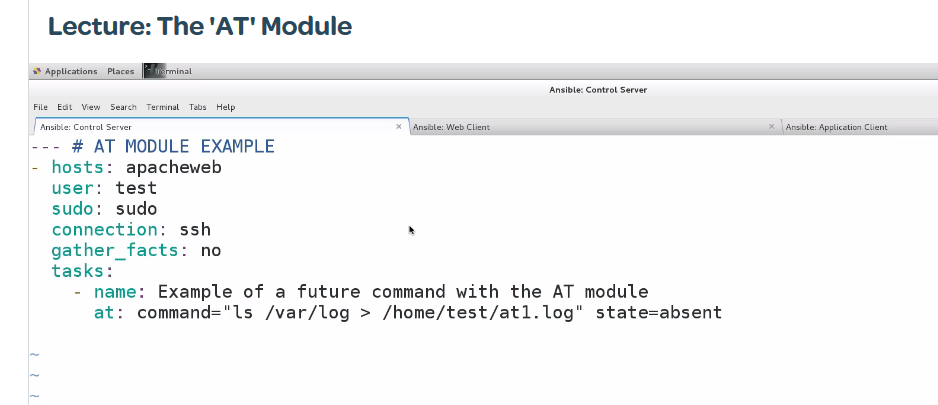 Lecture: The 'AT' Module
Applications Places Terminal
Ansible: Control Server
File Edit View Search Terminal Tabs Help
Ansible: Control Server × Ansible: Web Client × Ansible: Application Client
--- # AT MODULE EXAMPLE
- hosts: apacheweb
user: test
sudo: sudo
connection: ssh
gather_facts: no
tasks:
- name: Example of a future command with the AT module
at: command="ls /var/log > /home/test/at1.log" state=absent
~
~
~